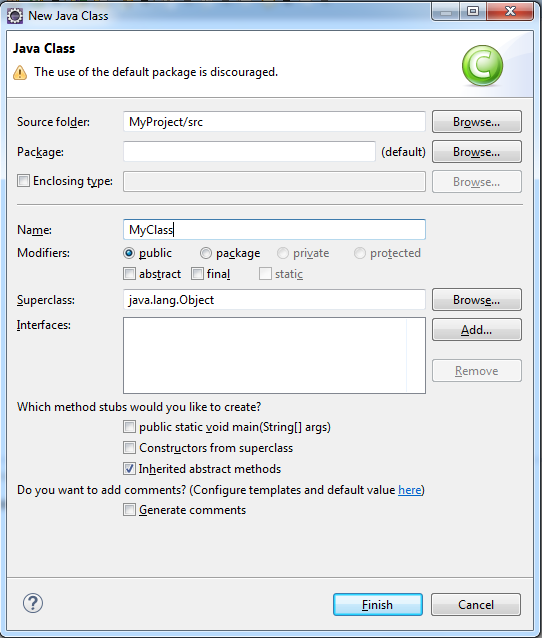 New Java Class
Java Class
The use of the default package is discouraged.
C
Source folder: MyProject/src Browse...
Package: (default) Browse...
Enclosing type: Browse...
Name: MyClass
Modifiers: public package private protected
abstract final static
Superclass: java.lang.Object Browse...
Interfaces: Add...
Remove
Which method stubs would you like to create?
public static void main(String[] args)
Constructors from superclass
Inherited abstract methods
Do you want to add comments? (Configure templates and default value here)
Generate comments
? Finish Cancel